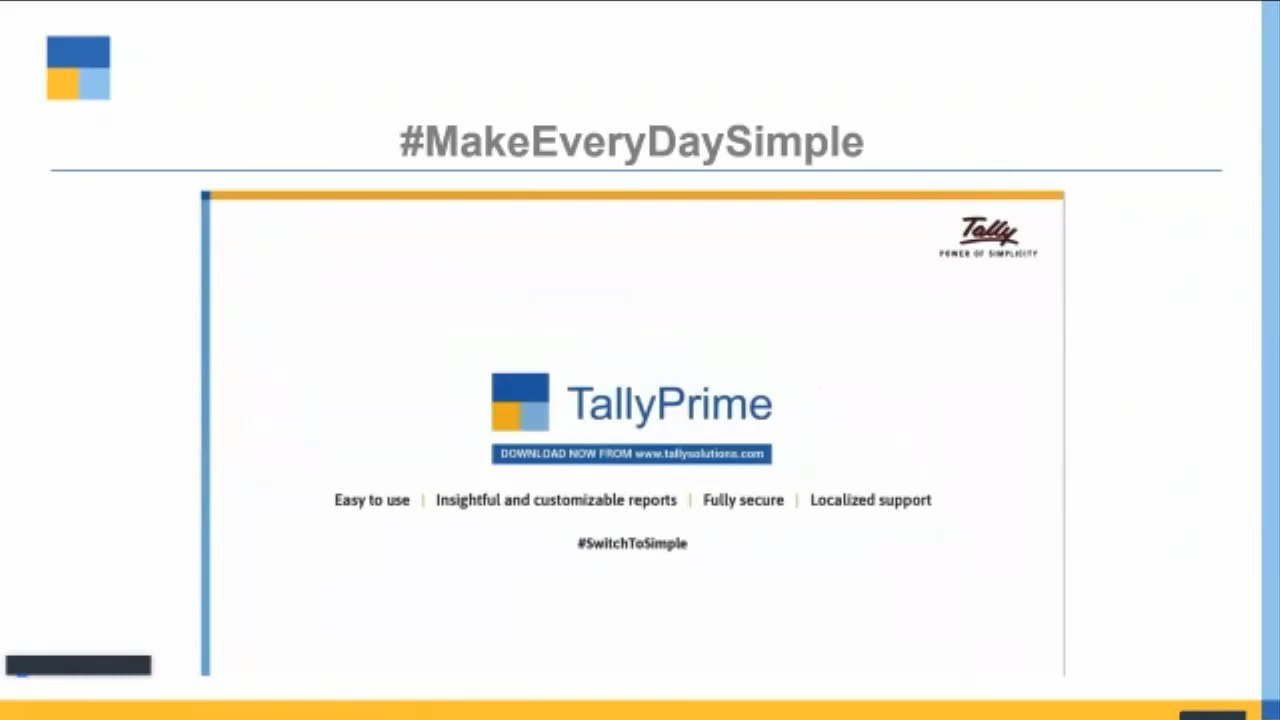 #MakeEveryDaySimple
Tally
POWER OF SIMPLICITY
TallyPrime
DOWNLOAD NOW FROM www.tallysolutions.com
Easy to use | Insightful and customizable reports | Fully secure | Localized support
#SwitchToSimple